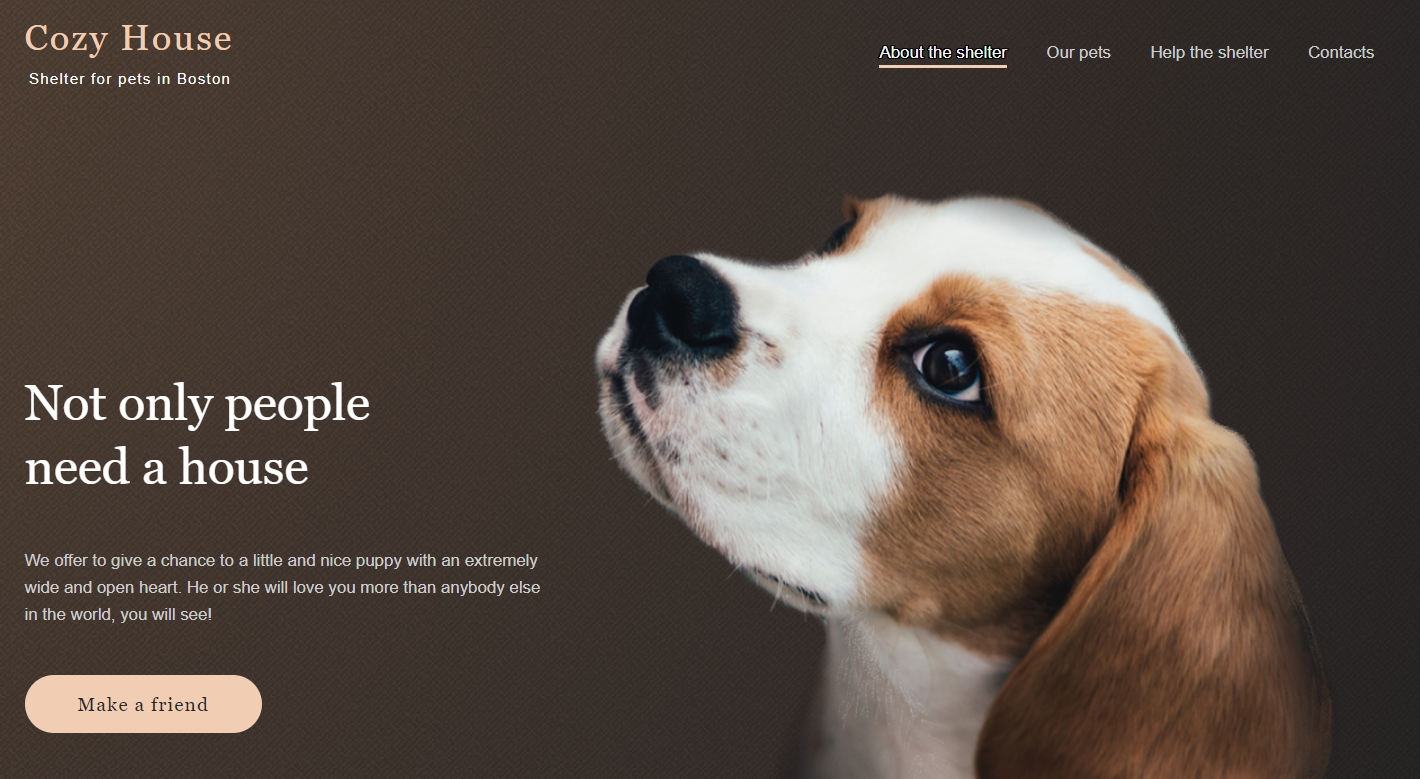 Cozy House
Shelter for pets in Boston
About the shelter
Our pets
Help the shelter
Contacts
Not only people
need a house
We offer to give a chance to a little and nice puppy with an extremely
wide and open heart. He or she will love you more than anybody else
in the world, you will see!
Make a friend